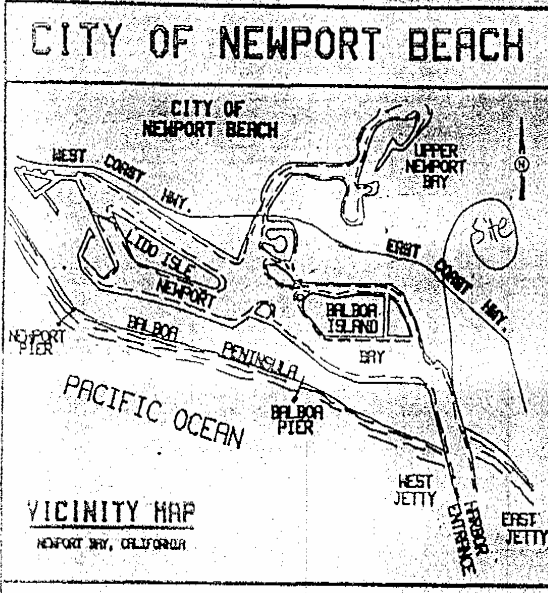 CITY OF NEWPORT BEACH
CITY OF
NEWPORT BEACH
UPPER
NEWPORT
BAY
N
WEST COAST HWY.
Site
EAST COAST HWY.
LIDO ISLE
NEWPORT
BALBOA
ISLAND
BAY
NEWPORT
PIER
BALBOA PENINSULA
BALBOA
PIER
PACIFIC OCEAN
WEST
JETTY
HARBOR
ENTRANCE
EAST
JETTY
VICINITY MAP
NEWPORT BAY, CALIFORNIA